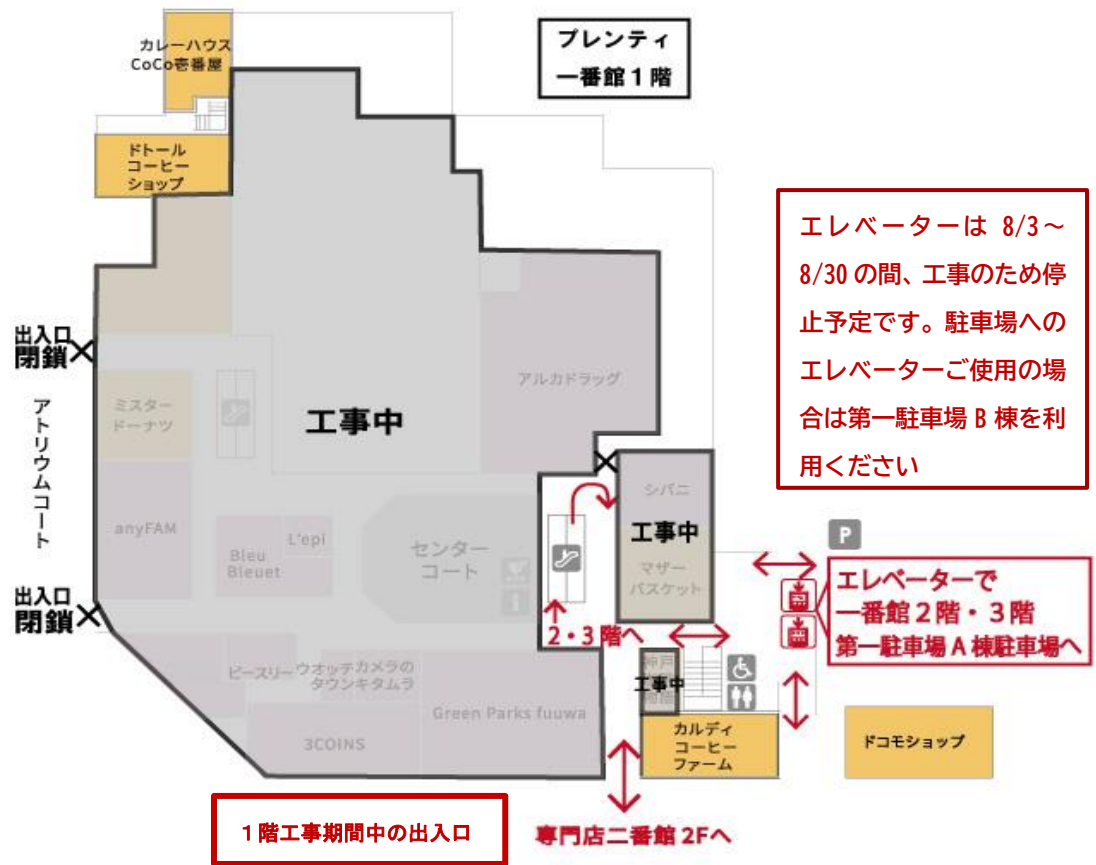 カレーハウス
CoCo壱番屋
プレンティ
一番館1階
ドトール
コーヒー
ショップ
エレベーターは 8/3～
8/30の間、工事のため停
止予定です。駐車場への
エレベーターご使用の場
合は第一駐車場B棟を利
用ください
出入口
閉鎖
アトリウムコート
ミスター
ドーナツ
工事中
アルカドラッグ
シバニ
工事中
マザー
バスケット
anyFAM
Bleu
Bleuet
L'epi
センター
コート
P
エレベーターで
一番館2階・3階
第一駐車場A棟駐車場へ
出入口
閉鎖
2・3階へ
ピースリー
ウオッチ
タウン
カメラの
キタムラ
工事中
Green Parks fuuwa
3COINS
カルディ
コーヒー
ファーム
ドコモショップ
1階工事期間中の出入口
専門店二番館2Fへ